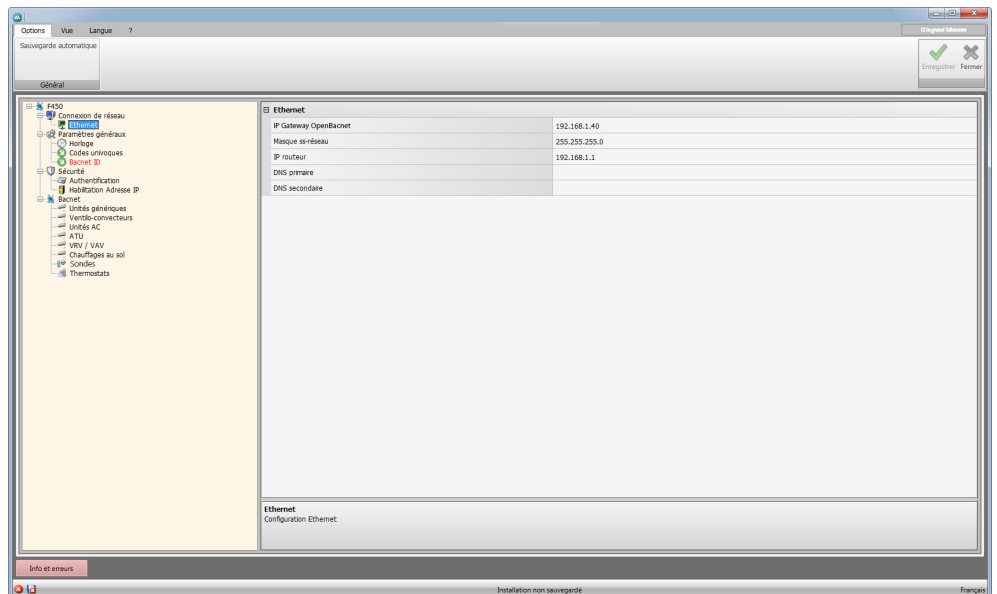 Options Vue Langue ?
Sauvegarde automatique
Enregistrer Fermer
Général
F450
Connexion de réseau
Ethernet
Paramètres généraux
Horloge
Codes univoques
Bacnet ID
Sécurité
Authentification
Habilitation Adresse IP
Bacnet
Unités génériques
Ventilo-convecteurs
Unités AC
ATU
VRV / VAV
Chauffages au sol
Sondes
Thermostats
Ethernet
IP Gateway OpenBacnet 192.168.1.40
Masque ss-réseau 255.255.255.0
IP routeur 192.168.1.1
DNS primaire
DNS secondaire
Ethernet
Configuration Ethernet
Info et erreurs
Installation non sauvegardé Français